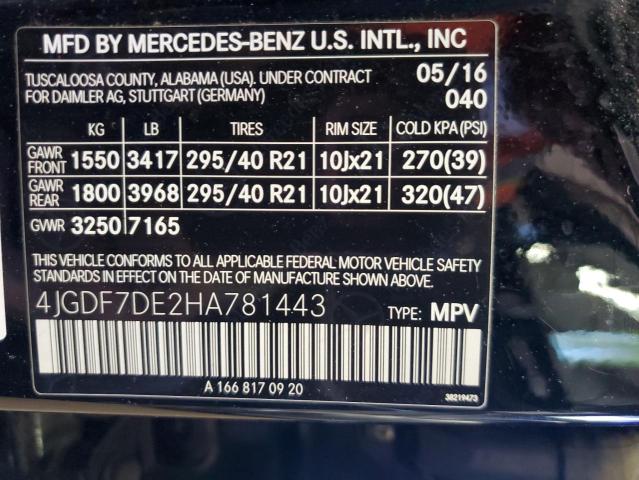 MFD BY MERCEDES-BENZ U.S. INTL., INC
TUSCALOOSA COUNTY, ALABAMA (USA). UNDER CONTRACT 05/16
FOR DAIMLER AG, STUTTGART (GERMANY) 040
KG LB TIRES RIM SIZE COLD KPA (PSI)
GAWR FRONT 1550 3417 295/40 R21 10Jx21 270(39)
GAWR REAR 1800 3968 295/40 R21 10Jx21 320(47)
GVWR 3250 7165
THIS VEHICLE CONFORMS TO ALL APPLICABLE FEDERAL MOTOR VEHICLE SAFETY
STANDARDS IN EFFECT ON THE DATE OF MANUFACTURE SHOWN ABOVE.
4JGDF7DE2HA781443 TYPE: MPV
A 166 817 09 20
38219473